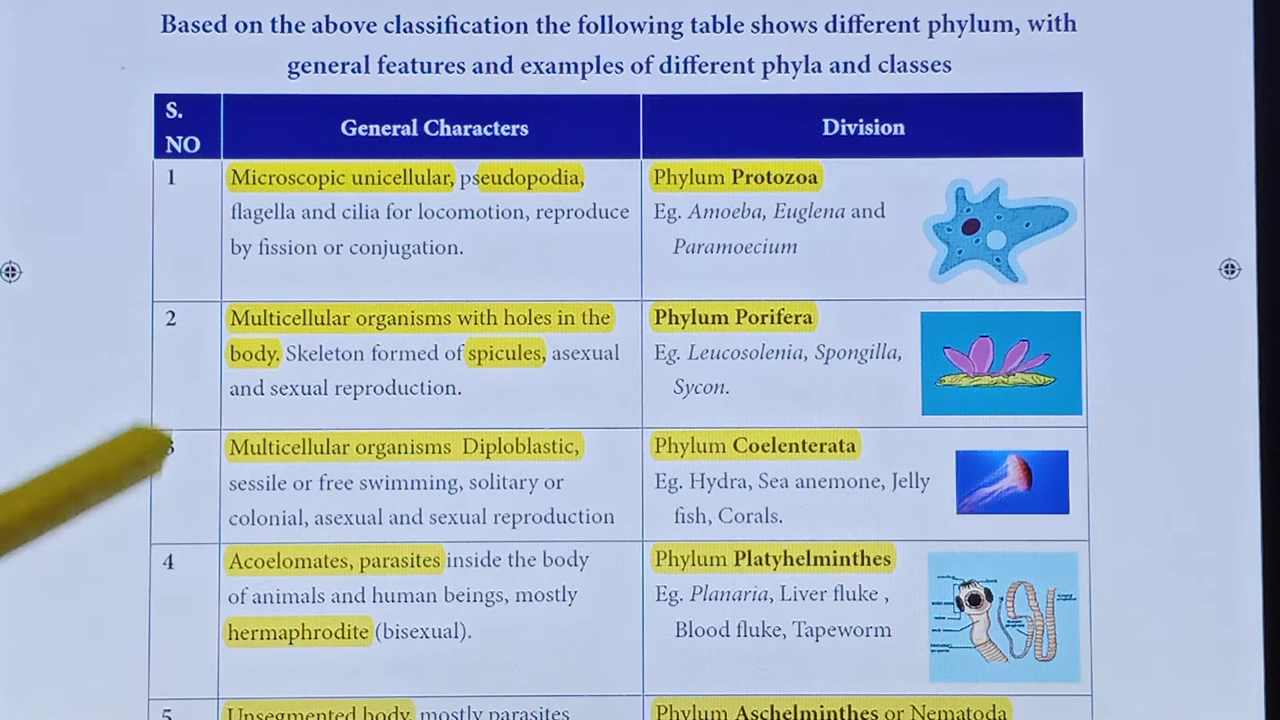 Based on the above classification the following table shows different phylum, with
general features and examples of different phyla and classes
S.
NO
General Characters
Division
1
Microscopic unicellular, pseudopodia,
flagella and cilia for locomotion, reproduce
by fission or conjugation.
Phylum Protozoa
Eg. Amoeba, Euglena and
Paramoecium
2
Multicellular organisms with holes in the
body. Skeleton formed of spicules, asexual
and sexual reproduction.
Phylum Porifera
Eg. Leucosolenia, Spongilla,
Sycon.
3
Multicellular organisms Diploblastic,
sessile or free swimming, solitary or
colonial, asexual and sexual reproduction
Phylum Coelenterata
Eg. Hydra, Sea anemone, Jelly
fish, Corals.
4
Acoelomates, parasites inside the body
of animals and human beings, mostly
hermaphrodite (bisexual).
Phylum Platyhelminthes
Eg. Planaria, Liver fluke ,
Blood fluke, Tapeworm
5
Unsegmented body, mostly parasites
Phylum Aschelminthes or Nematoda